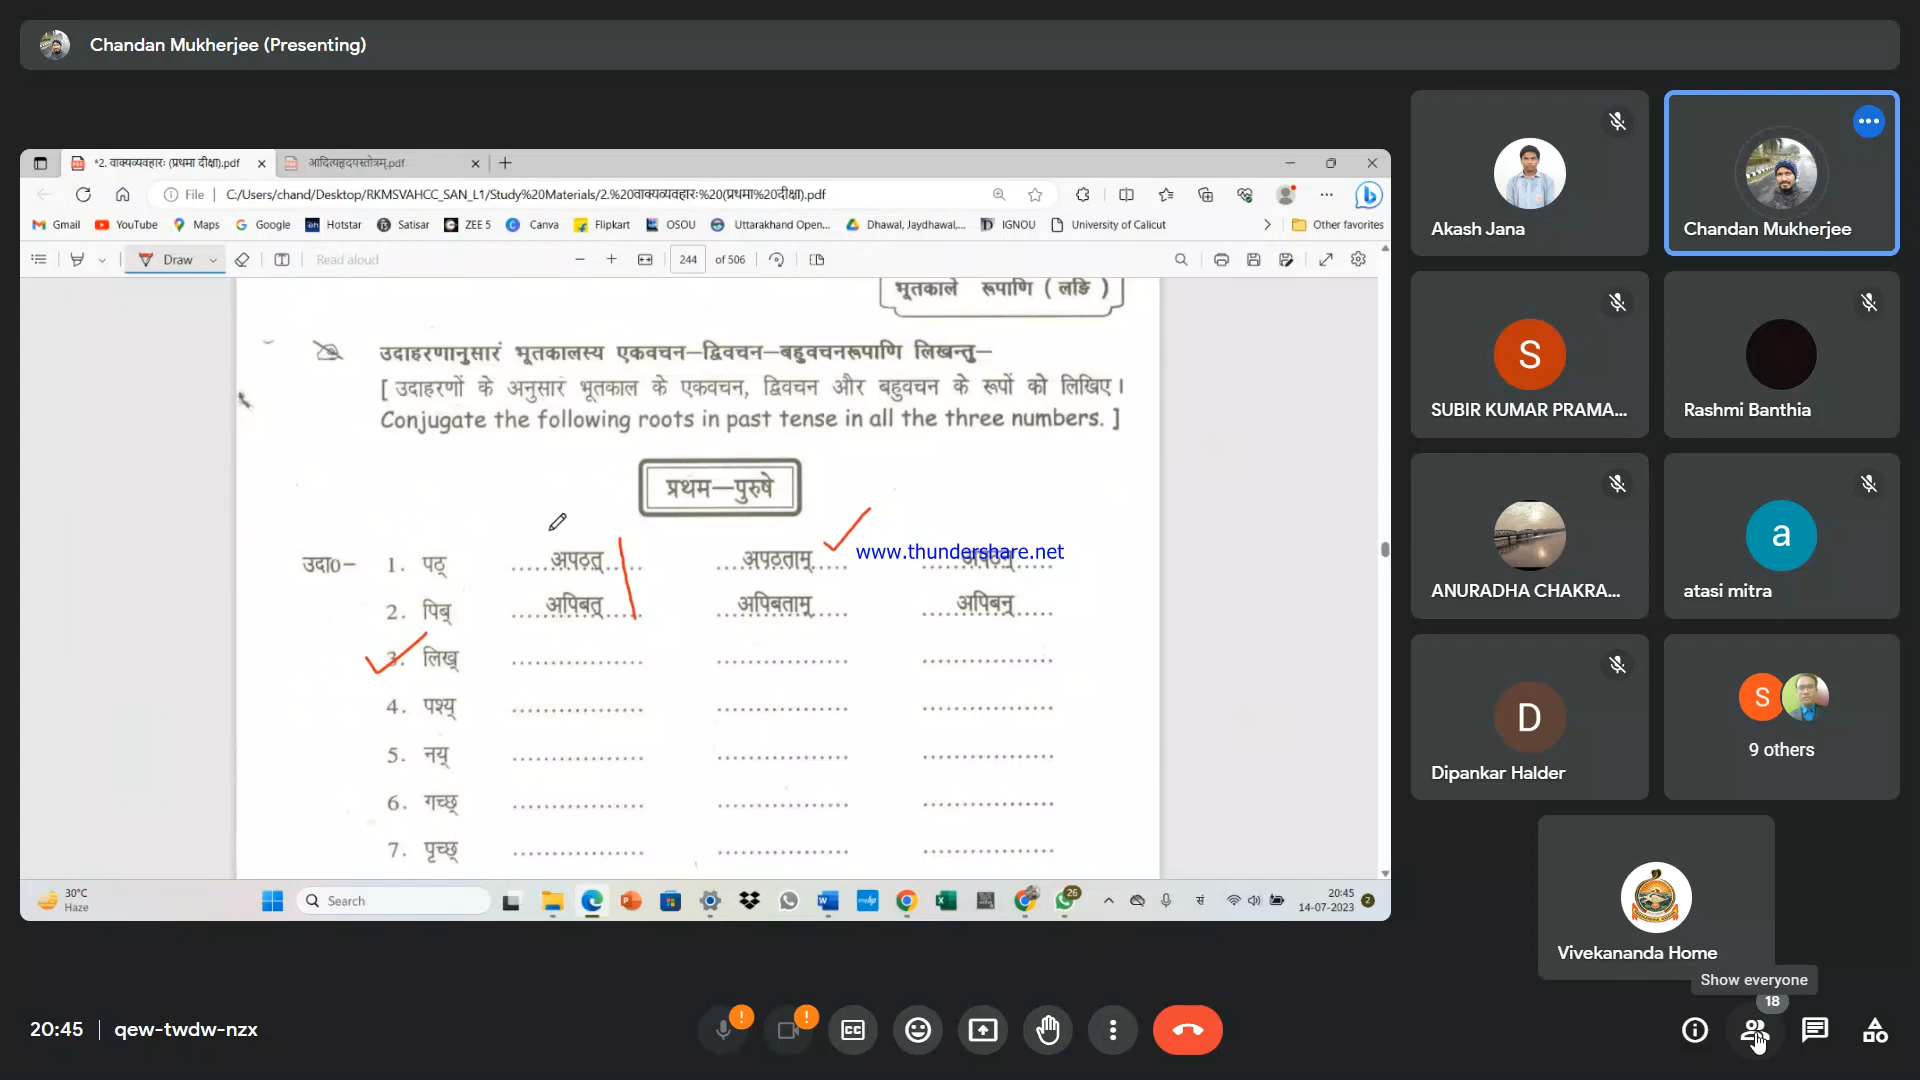 Chandan Mukherjee (Presenting)
*2. वाक्यव्यवहारः (प्रथमा दीक्षा).pdf
आदित्यहृदयस्तोत्रम्.pdf
File
C:/Users/chand/Desktop/RKMSVAHCC_SAN_L1/Study%20Materials/2.%20वाक्यव्यवहारः%20(प्रथमा%20दीक्षा).pdf
Gmail YouTube Maps Google Hotstar Satisar ZEE 5 Canva Flipkart OSOU Uttarakhand Open... Dhawal, Jaydhawal,... IGNOU University of Calicut Other favorites
Draw Read aloud 244 of 506
भूतकाले रूपाणि ( लङि )
उदाहरणानुसारं भूतकालस्य एकवचन–द्विवचन–बहुवचनरूपाणि लिखन्तु–
[ उदाहरणों के अनुसार भूतकाल के एकवचन, द्विवचन और बहुवचन के रूपों को लिखिए।
Conjugate the following roots in past tense in all the three numbers. ]
प्रथम–पुरुषे
www.thundershare.net
उदा0– 1. पठ् .....अपठत्..... ....अपठताम्..... .....अपठन्.....
2. पिब् .....अपिबत्..... ....अपिबताम्..... .....अपिबन्.....
3. लिख् .................. .................. ..................
4. पश्य् .................. .................. ..................
5. नय् .................. .................. ..................
6. गच्छ् .................. .................. ..................
7. पृच्छ् .................. .................. ..................
30°C
Haze
Search
26
सं
20:45
14-07-2023
2
Akash Jana
Chandan Mukherjee
S
SUBIR KUMAR PRAMA...
Rashmi Banthia
ANURADHA CHAKRA...
a
atasi mitra
D
Dipankar Halder
S
9 others
Vivekananda Home
Show everyone
18
20:45 | qew-twdw-nzx